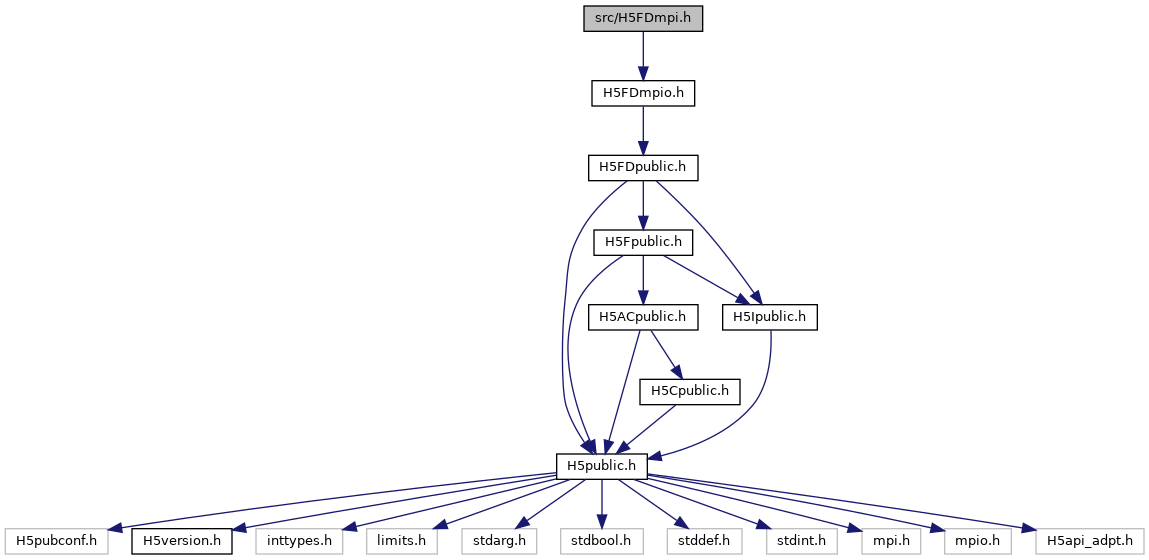 src/H5FDmpi.h
H5FDmpio.h
H5FDpublic.h
H5Fpublic.h
H5ACpublic.h
H5Ipublic.h
H5Cpublic.h
H5public.h
H5pubconf.h
H5version.h
inttypes.h
limits.h
stdarg.h
stdbool.h
stddef.h
stdint.h
mpi.h
mpio.h
H5api_adpt.h